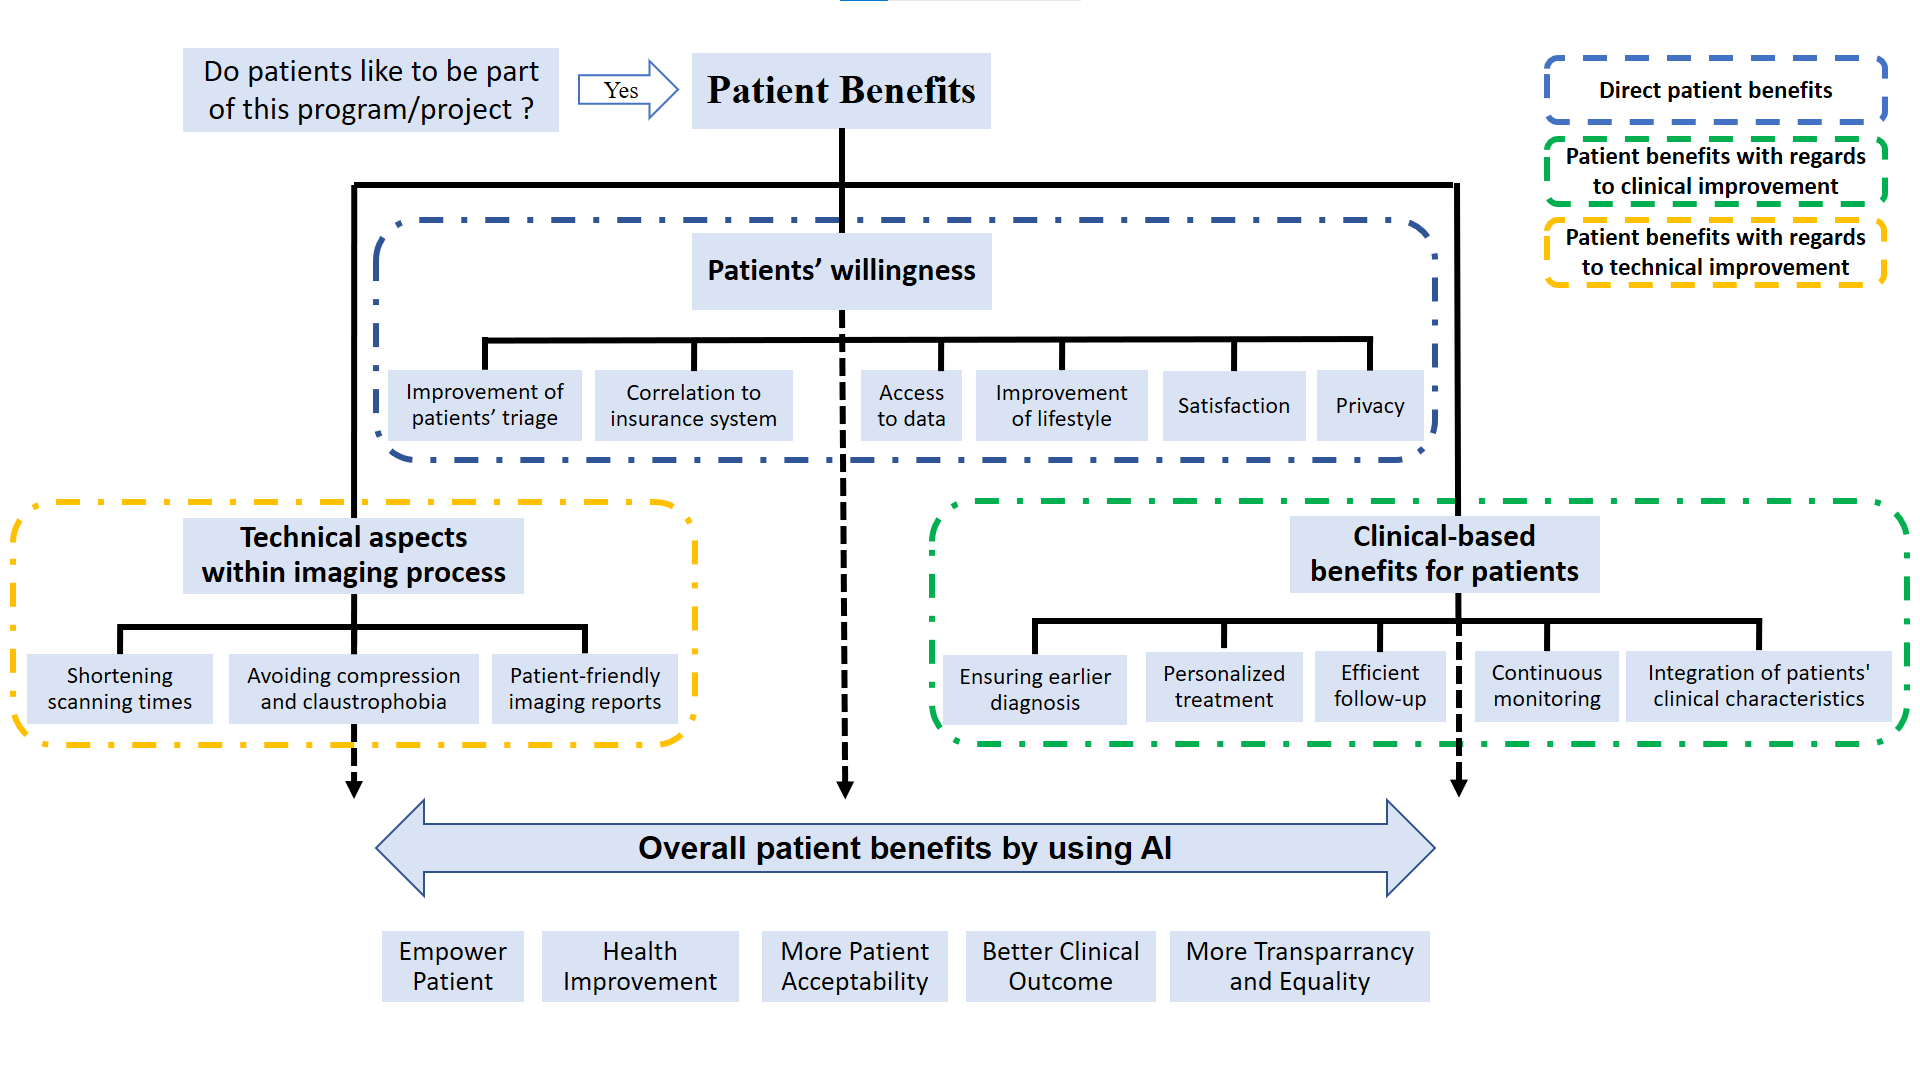 Do patients like to be part
of this program/project ?
Yes
Patient Benefits
Direct patient benefits
Patient benefits with regards
to clinical improvement
Patient benefits with regards
to technical improvement
Patients’ willingness
Improvement of
patients’ triage
Correlation to
insurance system
Access
to data
Improvement
of lifestyle
Satisfaction
Privacy
Technical aspects
within imaging process
Shortening
scanning times
Avoiding compression
and claustrophobia
Patient-friendly
imaging reports
Clinical-based
benefits for patients
Ensuring earlier
diagnosis
Personalized
treatment
Efficient
follow-up
Continuous
monitoring
Integration of patients'
clinical characteristics
Overall patient benefits by using AI
Empower
Patient
Health
Improvement
More Patient
Acceptability
Better Clinical
Outcome
More Transparrancy
and Equality